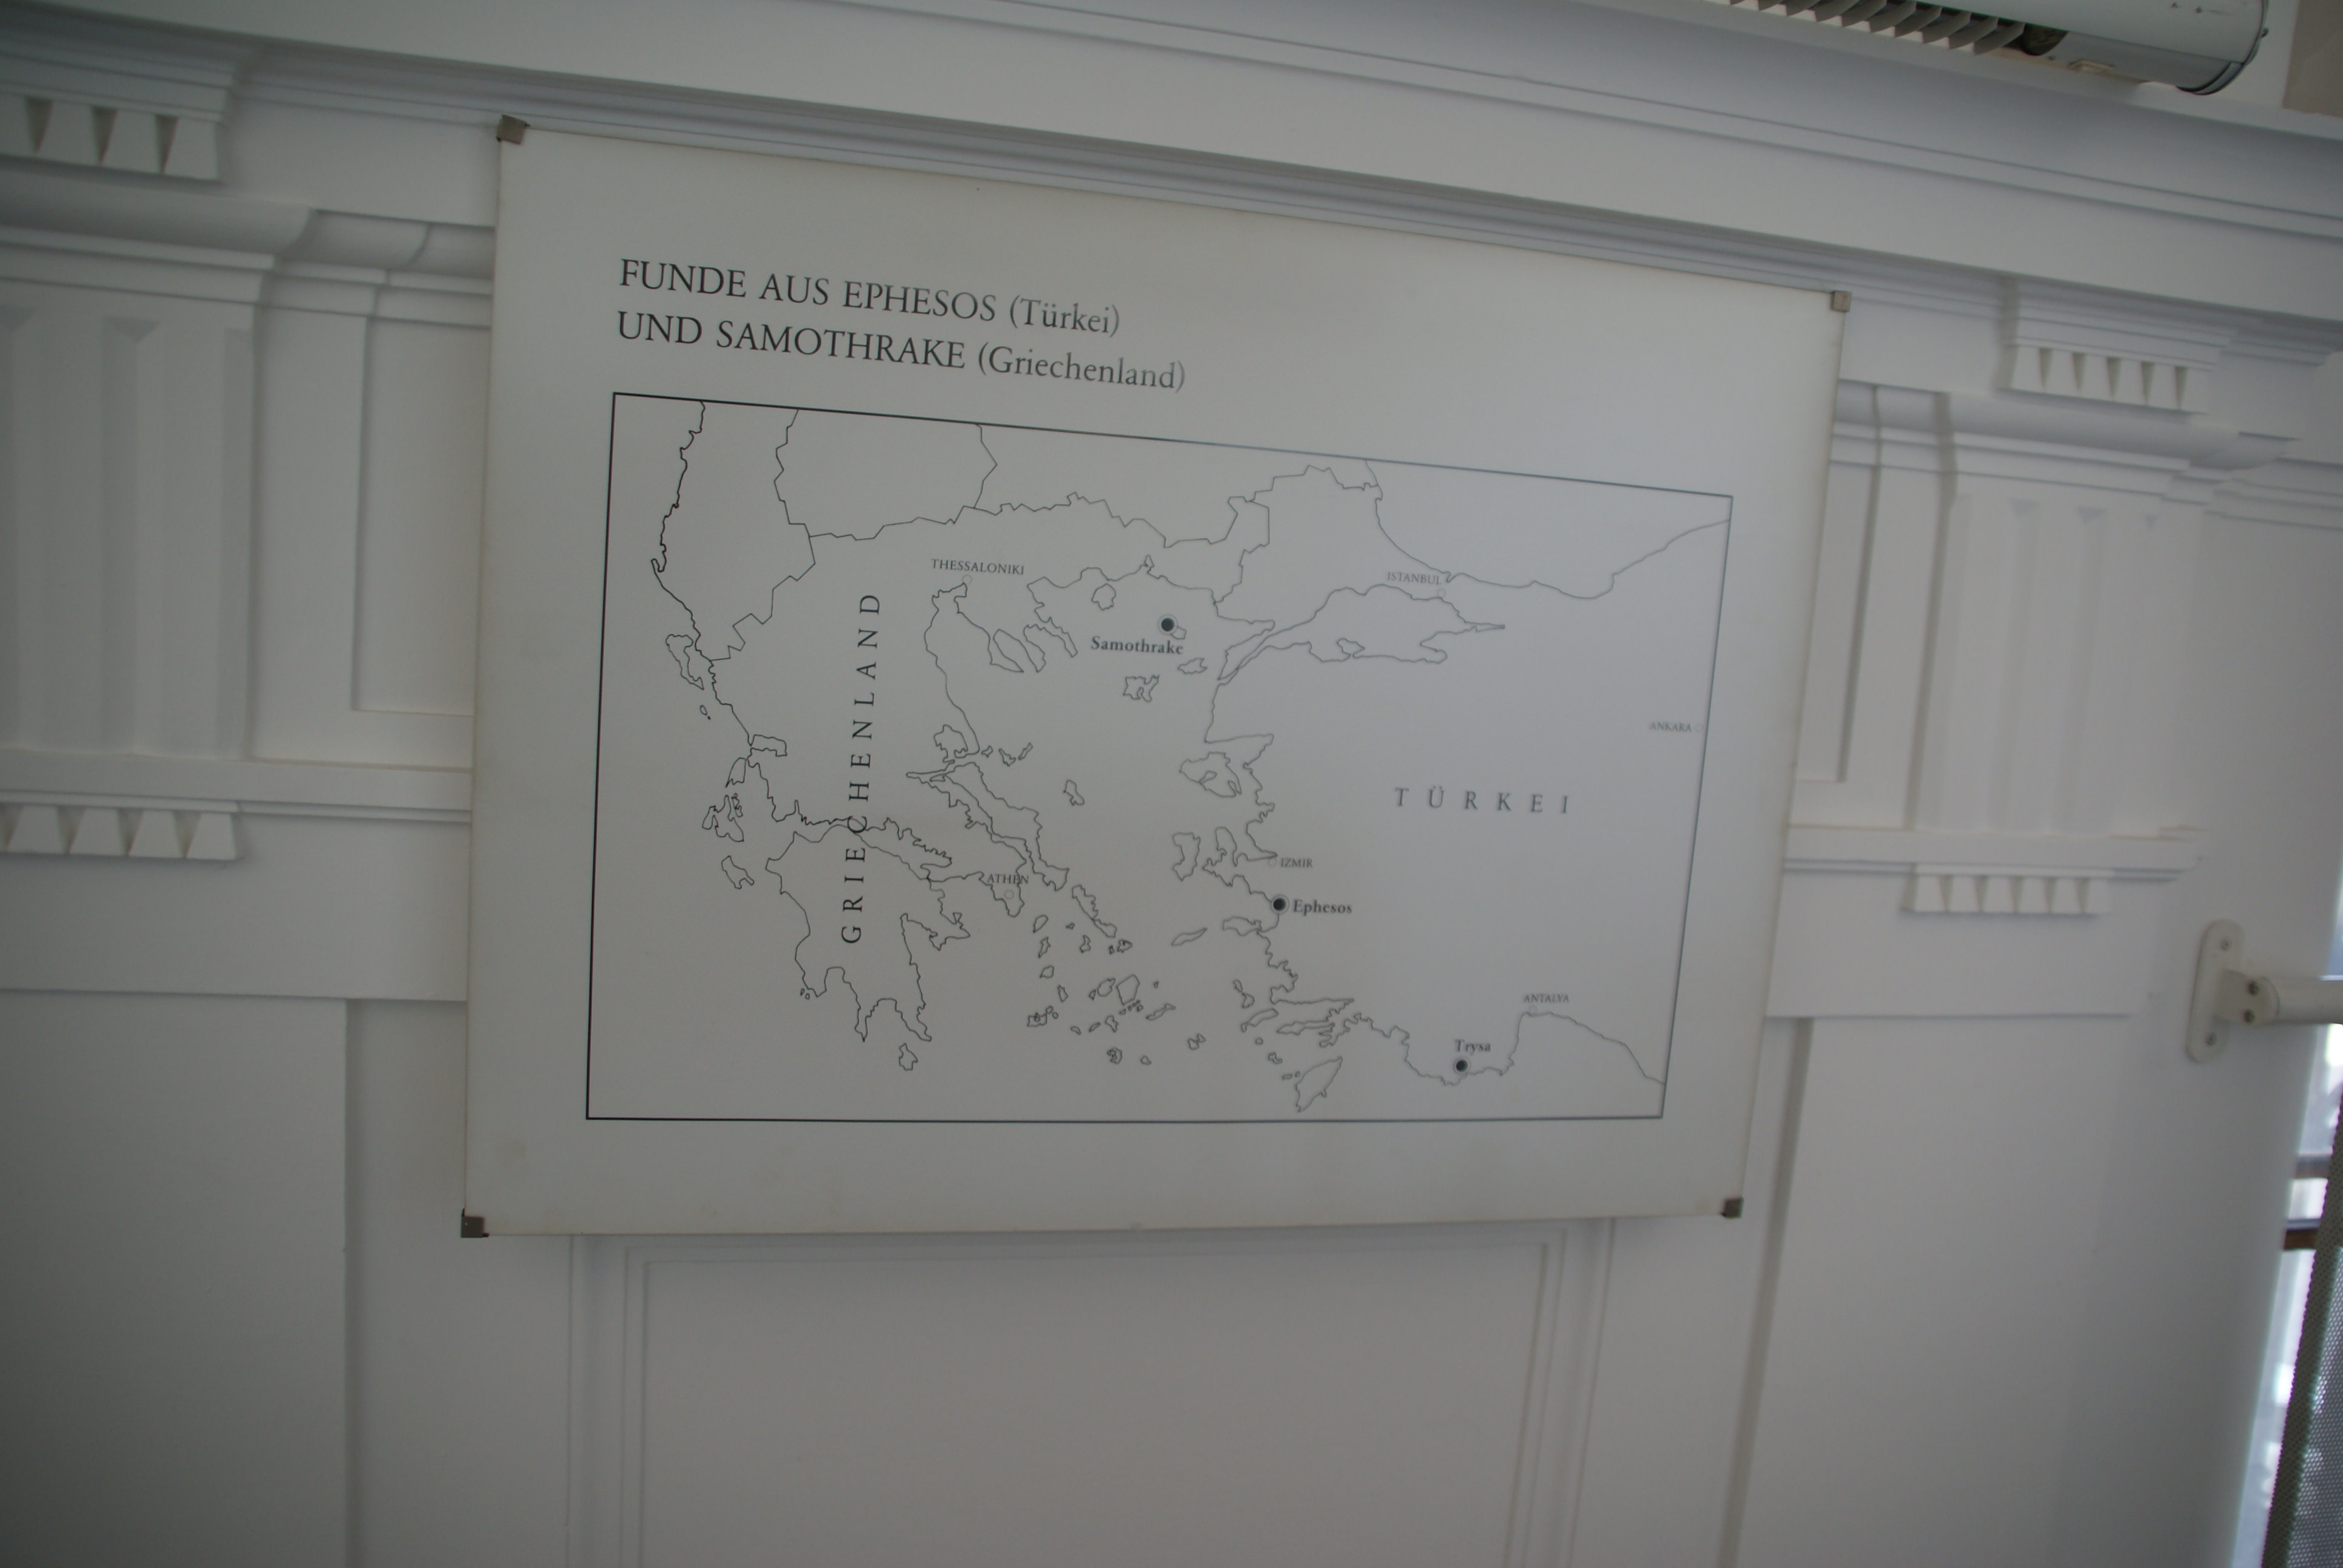 FUNDE AUS EPHESOS (Türkei)
UND SAMOTHRAKE (Griechenland)
THESSALONIKI
ISTANBUL
Samothrake
ANKARA
GRIECHENLAND
TÜRKEI
IZMIR
ATHEN
Ephesos
ANTALYA
Trysa